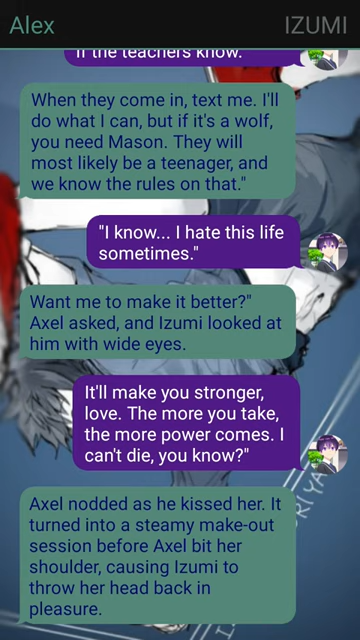 Alex
IZUMI
if the teachers know."
When they come in, text me. I'll
do what I can, but if it's a wolf,
you need Mason. They will
most likely be a teenager, and
we know the rules on that."
"I know... I hate this life
sometimes."
Want me to make it better?"
Axel asked, and Izumi looked at
him with wide eyes.
It'll make you stronger,
love. The more you take,
the more power comes. I
can't die, you know?"
Axel nodded as he kissed her. It
turned into a steamy make-out
session before Axel bit her
shoulder, causing Izumi to
throw her head back in
pleasure.